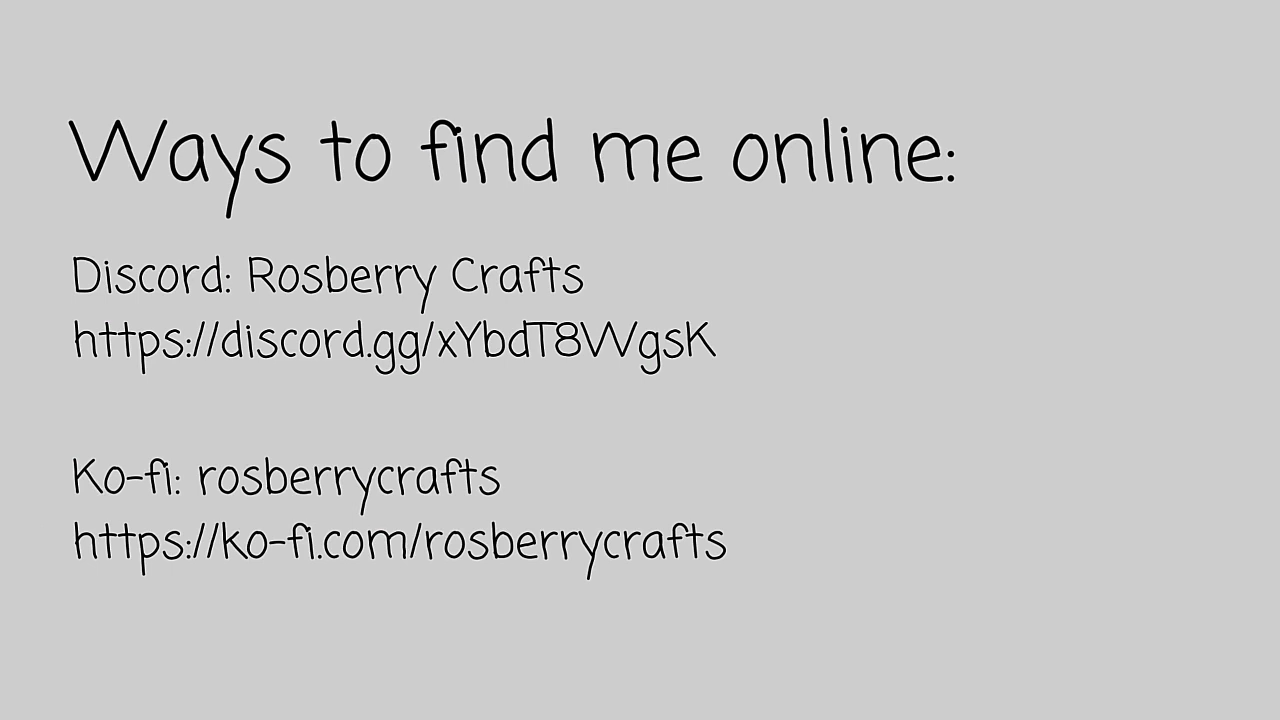 Ways to find me online:
Discord: Rosberry Crafts
https://discord.gg/xYbdT8WgsK
Ko-fi: rosberrycrafts
https://ko-fi.com/rosberrycrafts